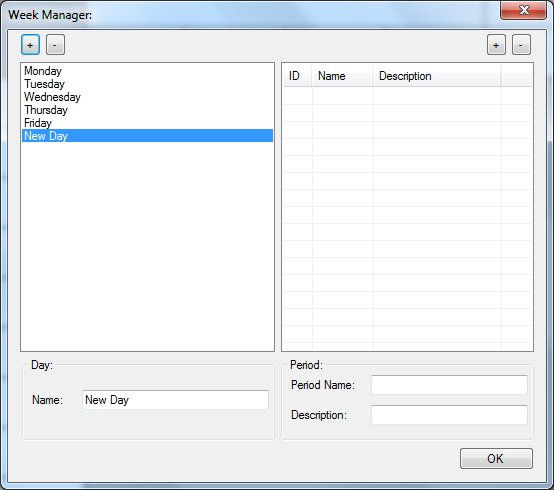 Week Manager:
+ - + -
Monday
Tuesday
Wednesday
Thursday
Friday
New Day
ID Name Description
Day:
Name: New Day
Period:
Period Name:
Description:
OK